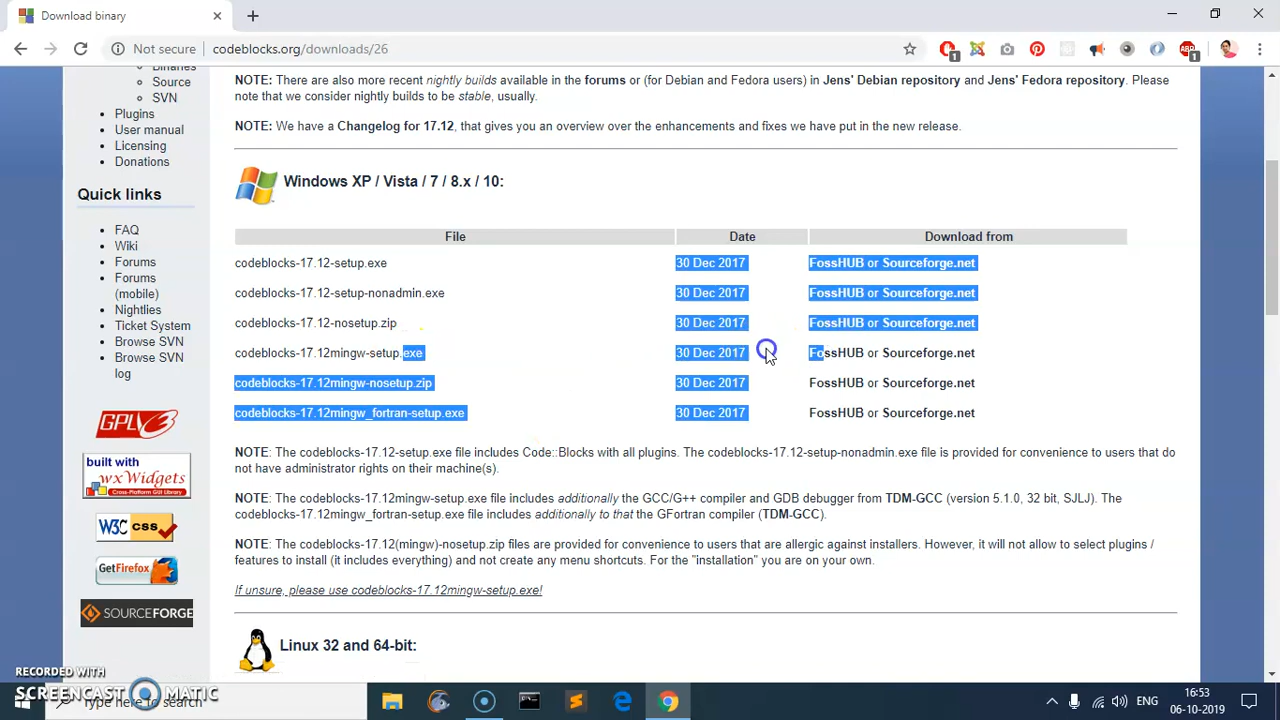 Download binary
Not secure codeblocks.org/downloads/26
1 ABP 1
Binaries
Source
SVN
Plugins
User manual
Licensing
Donations
Quick links
FAQ
Wiki
Forums
Forums
(mobile)
Nightlies
Ticket System
Browse SVN
Browse SVN
log
GPLv3
built with
wxWidgets
Cross-Platform GUI Library
W3C css
GetFirefox
SOURCEFORGE
NOTE: There are also more recent nightly builds available in the forums or (for Debian and Fedora users) in Jens' Debian repository and Jens' Fedora repository. Please
note that we consider nightly builds to be stable, usually.
NOTE: We have a Changelog for 17.12, that gives you an overview over the enhancements and fixes we have put in the new release.
Windows XP / Vista / 7 / 8.x / 10:
File Date Download from
codeblocks-17.12-setup.exe 30 Dec 2017 FossHUB or Sourceforge.net
codeblocks-17.12-setup-nonadmin.exe 30 Dec 2017 FossHUB or Sourceforge.net
codeblocks-17.12-nosetup.zip 30 Dec 2017 FossHUB or Sourceforge.net
codeblocks-17.12mingw-setup.exe 30 Dec 2017 FossHUB or Sourceforge.net
codeblocks-17.12mingw-nosetup.zip 30 Dec 2017 FossHUB or Sourceforge.net
codeblocks-17.12mingw_fortran-setup.exe 30 Dec 2017 FossHUB or Sourceforge.net
NOTE: The codeblocks-17.12-setup.exe file includes Code::Blocks with all plugins. The codeblocks-17.12-setup-nonadmin.exe file is provided for convenience to users that do
not have administrator rights on their machine(s).
NOTE: The codeblocks-17.12mingw-setup.exe file includes additionally the GCC/G++ compiler and GDB debugger from TDM-GCC (version 5.1.0, 32 bit, SJLJ). The
codeblocks-17.12mingw_fortran-setup.exe file includes additionally to that the GFortran compiler (TDM-GCC).
NOTE: The codeblocks-17.12(mingw)-nosetup.zip files are provided for convenience to users that are allergic against installers. However, it will not allow to select plugins /
features to install (it includes everything) and not create any menu shortcuts. For the "installation" you are on your own.
If unsure, please use codeblocks-17.12mingw-setup.exe!
Linux 32 and 64-bit:
RECORDED WITH
SCREENCAST MATIC
Type here to search
ENG
16:53
06-10-2019